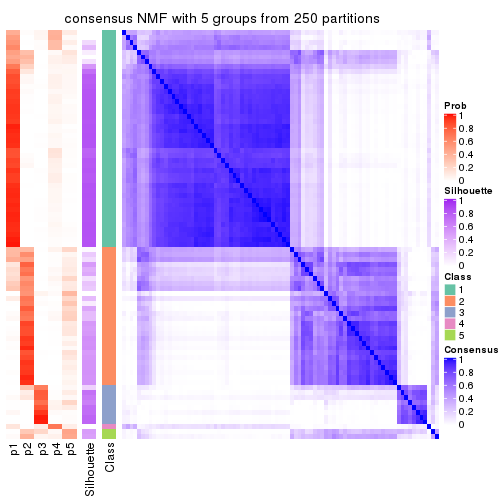 consensus NMF with 5 groups from 250 partitions
Prob
1
0.8
0.6
0.4
0.2
0
Silhouette
1
0.8
0.6
0.4
0.2
0
Class
1
2
3
4
5
Consensus
1
0.8
0.6
0.4
0.2
0
p1
p2
p3
p4
p5
Silhouette
Class